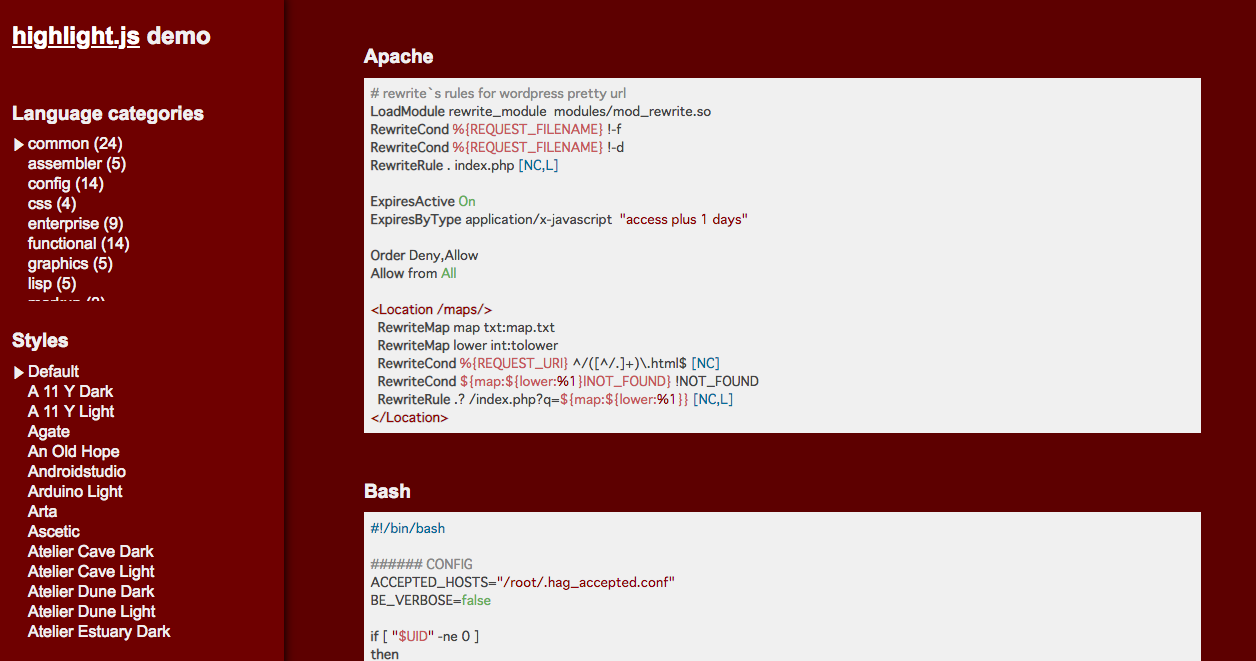 highlight.js demo
Language categories
common (24)
assembler (5)
config (14)
css (4)
enterprise (9)
functional (14)
graphics (5)
lisp (5)
Styles
Default
A 11 Y Dark
A 11 Y Light
Agate
An Old Hope
Androidstudio
Arduino Light
Arta
Ascetic
Atelier Cave Dark
Atelier Cave Light
Atelier Dune Dark
Atelier Dune Light
Atelier Estuary Dark
Apache
# rewrite`s rules for wordpress pretty url
LoadModule rewrite_module  modules/mod_rewrite.so
RewriteCond %{REQUEST_FILENAME} !-f
RewriteCond %{REQUEST_FILENAME} !-d
RewriteRule . index.php [NC,L]
ExpiresActive On
ExpiresByType application/x-javascript  "access plus 1 days"
Order Deny,Allow
Allow from All
<Location /maps/>
  RewriteMap map txt:map.txt
  RewriteMap lower int:tolower
  RewriteCond %{REQUEST_URI} ^/([^/.]+)\.html$ [NC]
  RewriteCond ${map:${lower:%1}|NOT_FOUND} !NOT_FOUND
  RewriteRule .? /index.php?q=${map:${lower:%1}} [NC,L]
</Location>
Bash
#!/bin/bash
###### CONFIG
ACCEPTED_HOSTS="/root/.hag_accepted.conf"
BE_VERBOSE=false
if [ "$UID" -ne 0 ]
then